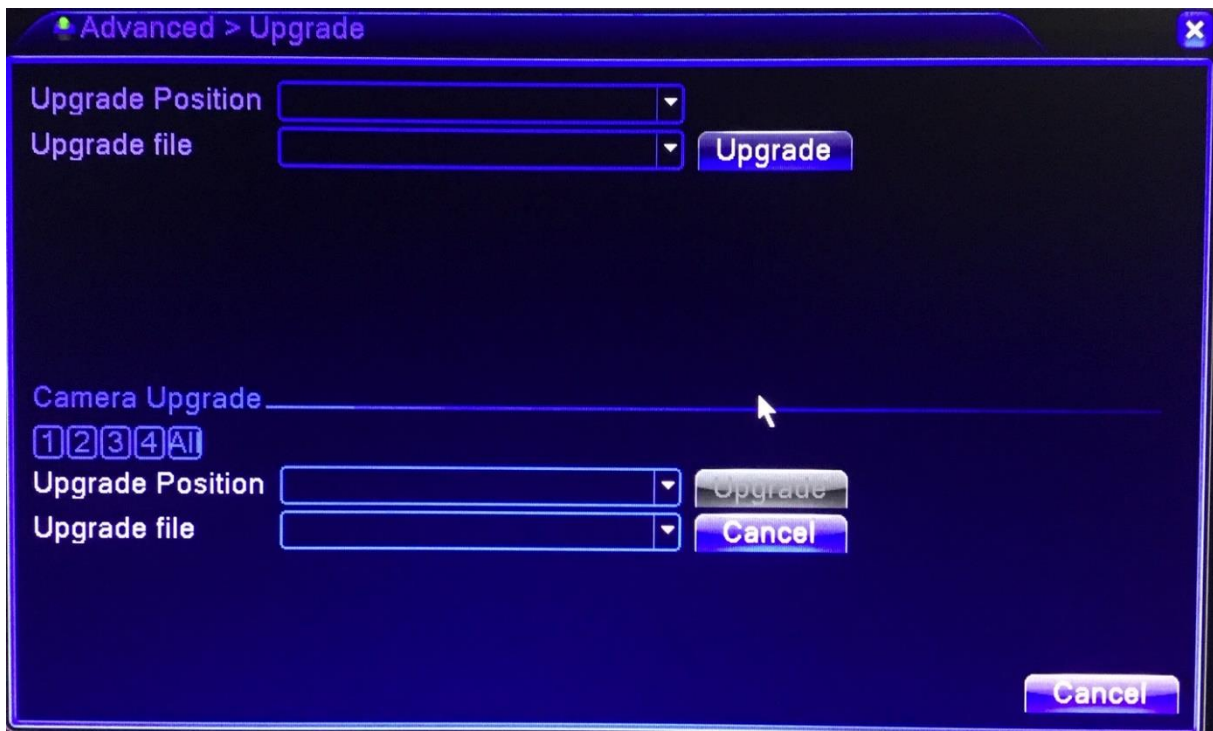 Advanced > Upgrade
Upgrade Position
Upgrade file Upgrade
Camera Upgrade
1 2 3 4 All
Upgrade Position Upgrade
Upgrade file Cancel
Cancel